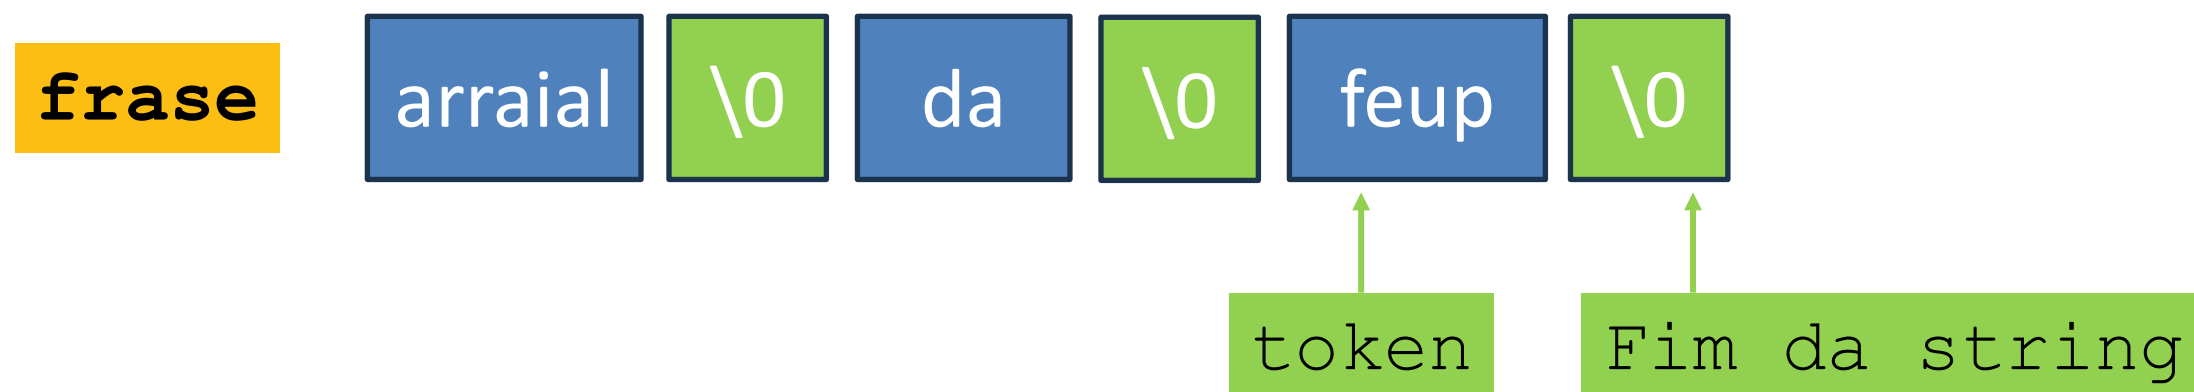 frase arraial \0 da \0 feup \0
token Fim da string